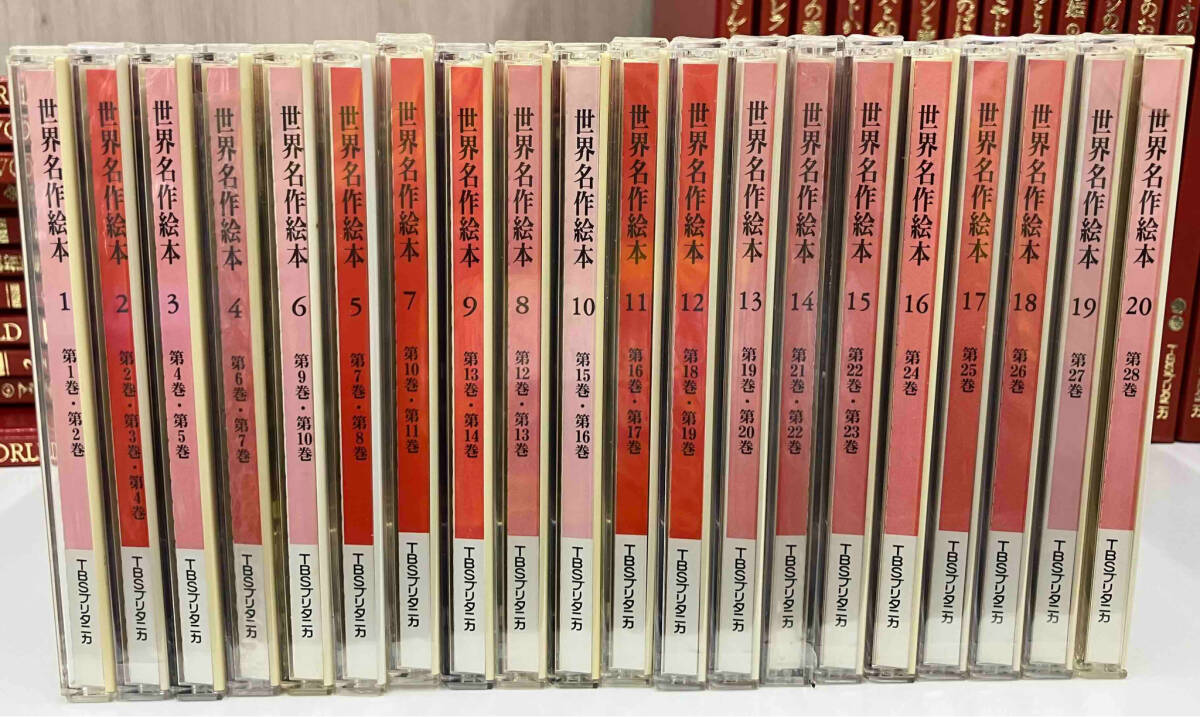 世界名作絵本 1 第1巻・第2巻 TBSブリタニカ
世界名作絵本 2 第2巻・第3巻・第4巻 TBSブリタニカ
世界名作絵本 3 第4巻・第5巻 TBSブリタニカ
世界名作絵本 4 第6巻・第7巻 TBSブリタニカ
世界名作絵本 6 第9巻・第10巻 TBSブリタニカ
世界名作絵本 5 第7巻・第8巻 TBSブリタニカ
世界名作絵本 7 第10巻・第11巻 TBSブリタニカ
世界名作絵本 9 第13巻・第14巻 TBSブリタニカ
世界名作絵本 8 第12巻・第13巻 TBSブリタニカ
世界名作絵本 10 第15巻・第16巻 TBSブリタニカ
世界名作絵本 11 第16巻・第17巻 TBSブリタニカ
世界名作絵本 12 第18巻・第19巻 TBSブリタニカ
世界名作絵本 13 第19巻・第20巻 TBSブリタニカ
世界名作絵本 14 第21巻・第22巻 TBSブリタニカ
世界名作絵本 15 第22巻・第23巻 TBSブリタニカ
世界名作絵本 16 第24巻 TBSブリタニカ
世界名作絵本 17 第25巻 TBSブリタニカ
世界名作絵本 18 第26巻 TBSブリタニカ
世界名作絵本 19 第27巻 TBSブリタニカ
世界名作絵本 20 第28巻 TBSブリタニカ
TBSブリタニカ